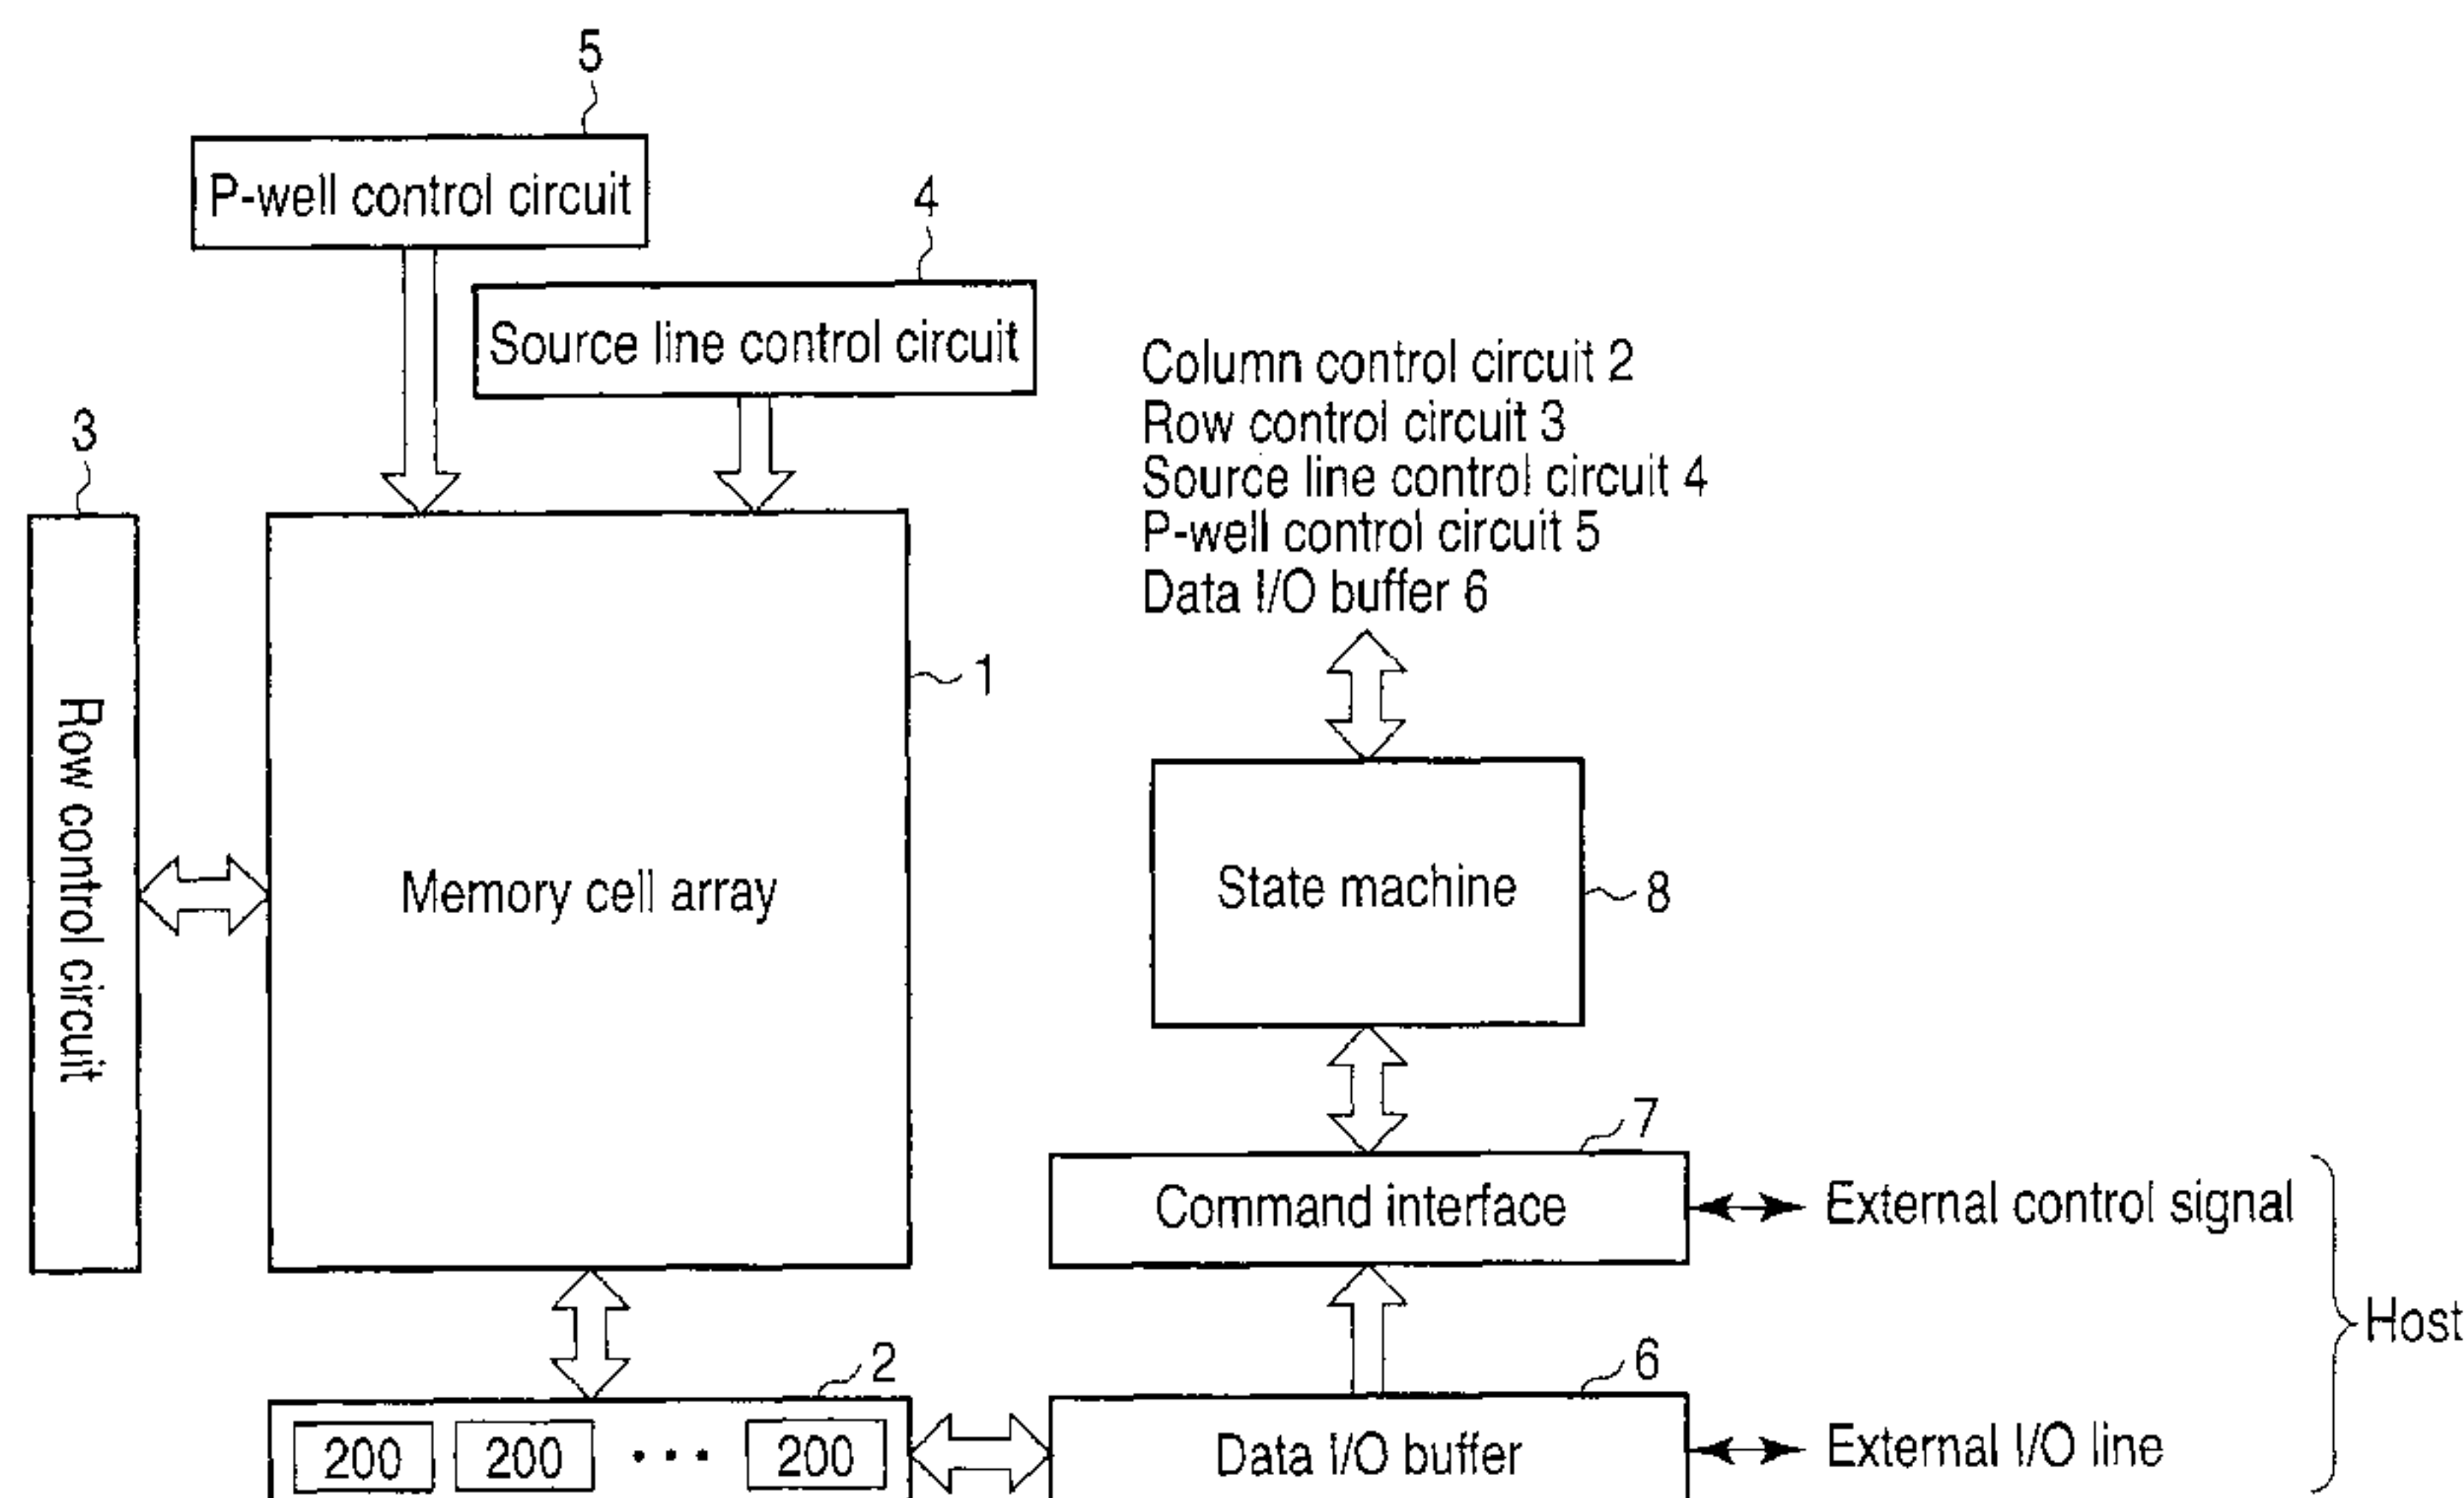 5
P-well control circuit
4
Source line control circuit
3
Row control circuit
Memory cell array
1
Column control circuit 2
Row control circuit 3
Source line control circuit 4
P-well control circuit 5
Data I/O buffer 6
State machine
8
7
Command interface
External control signal
Host
2
200 200 • • • 200
6
Data I/O buffer
External I/O line